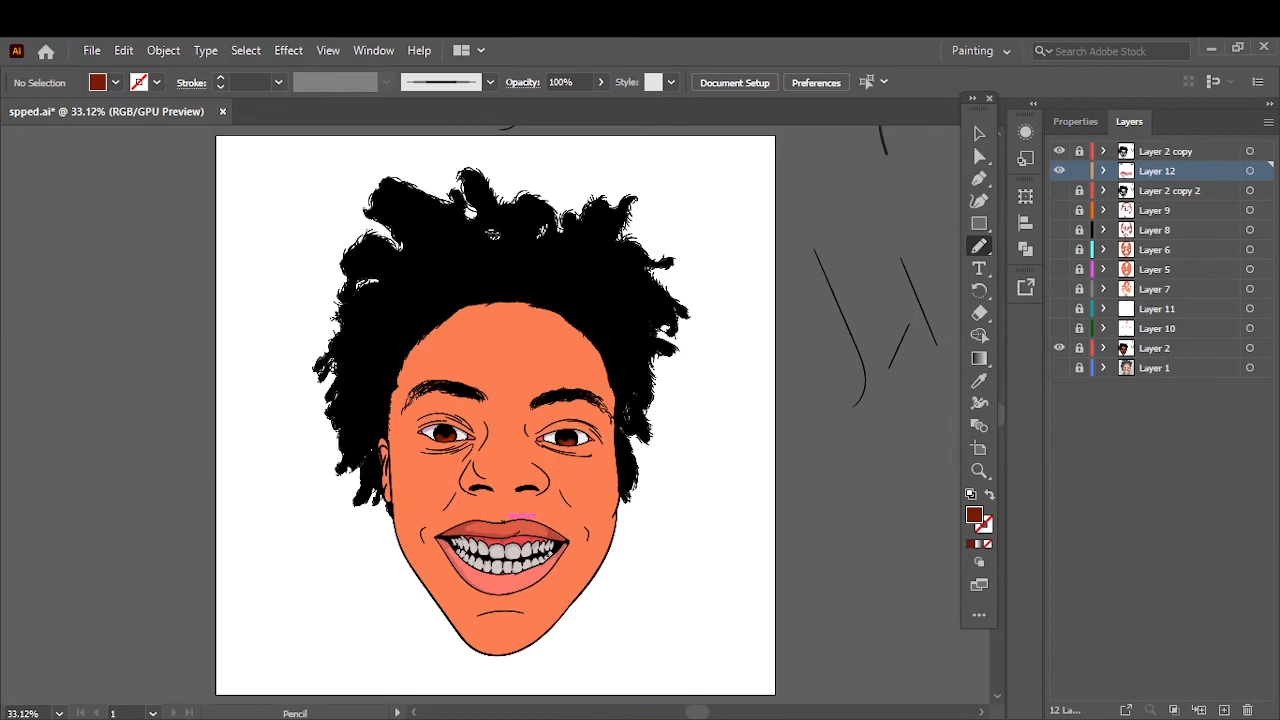 Ai File Edit Object Type Select Effect View Window Help Painting Search Adobe Stock
No Selection Stroke: Opacity: 100% Style: Document Setup Preferences
spped.ai* @ 33.12% (RGB/GPU Preview) ×
Properties Layers
Layer 2 copy
Layer 12
Layer 2 copy 2
Layer 9
Layer 8
Layer 6
Layer 5
Layer 7
Layer 11
Layer 10
Layer 2
Layer 1
33.12% 1 Pencil 12 La...